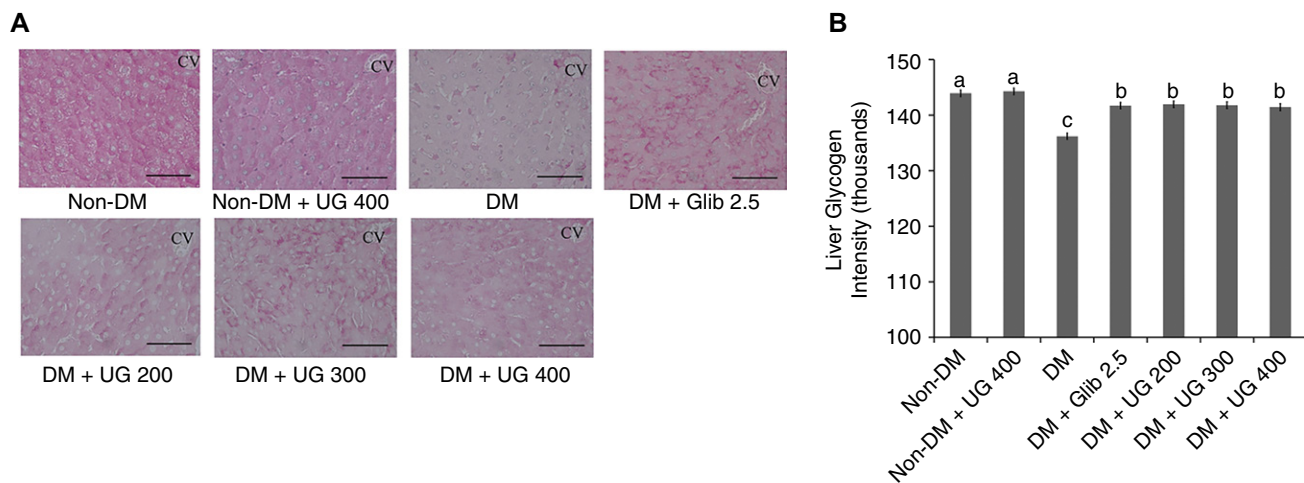 A
B
CV
CV
CV
CV
Non-DM
Non-DM + UG 400
DM
DM + Glib 2.5
CV
CV
CV
DM + UG 200
DM + UG 300
DM + UG 400
Liver Glycogen
Intensity (thousands)
150
140
130
120
110
100
a
a
c
b
b
b
b
Non-DM
Non-DM + UG 400
DM
DM + Glib 2.5
DM + UG 200
DM + UG 300
DM + UG 400